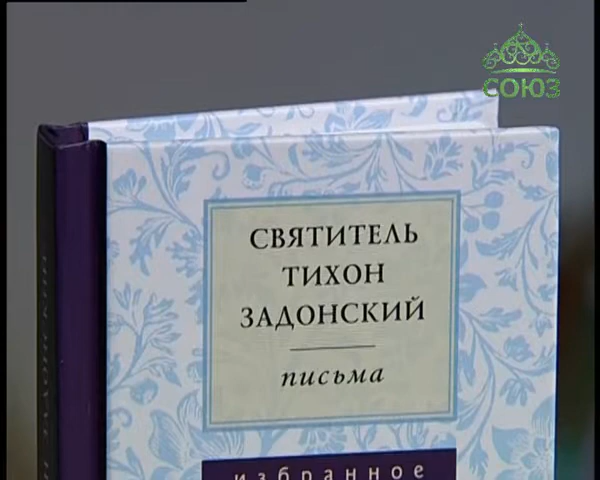 СОЮЗ
СВЯТИТЕЛЬ
ТИХОН
ЗАДОНСКИЙ
письма
избранное